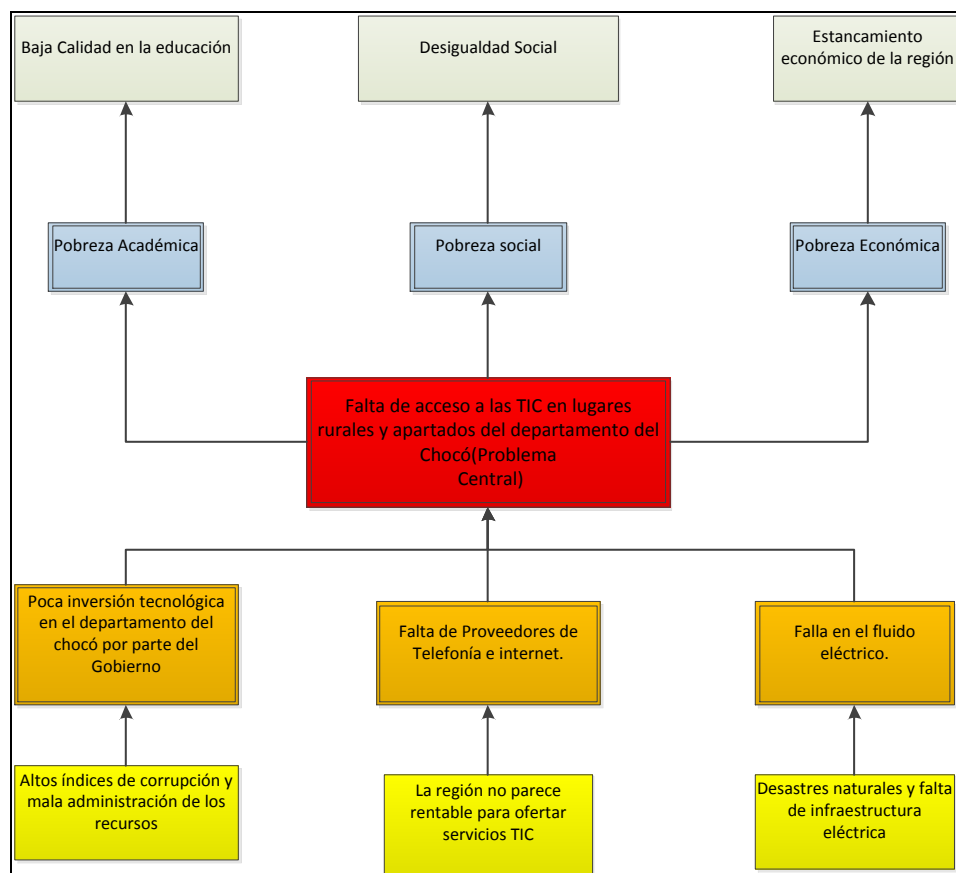 Baja Calidad en la educación
Desigualdad Social
Estancamiento
económico de la región
Pobreza Académica
Pobreza social
Pobreza Económica
Falta de acceso a las TIC en lugares
rurales y apartados del departamento del
Chocó(Problema
Central)
Poca inversión tecnológica
en el departamento del
chocó por parte del
Gobierno
Falta de Proveedores de
Telefonía e internet.
Falla en el fluido
eléctrico.
Altos índices de corrupción y
mala administración de los
recursos
La región no parece
rentable para ofertar
servicios TIC
Desastres naturales y falta
de infraestructura
eléctrica